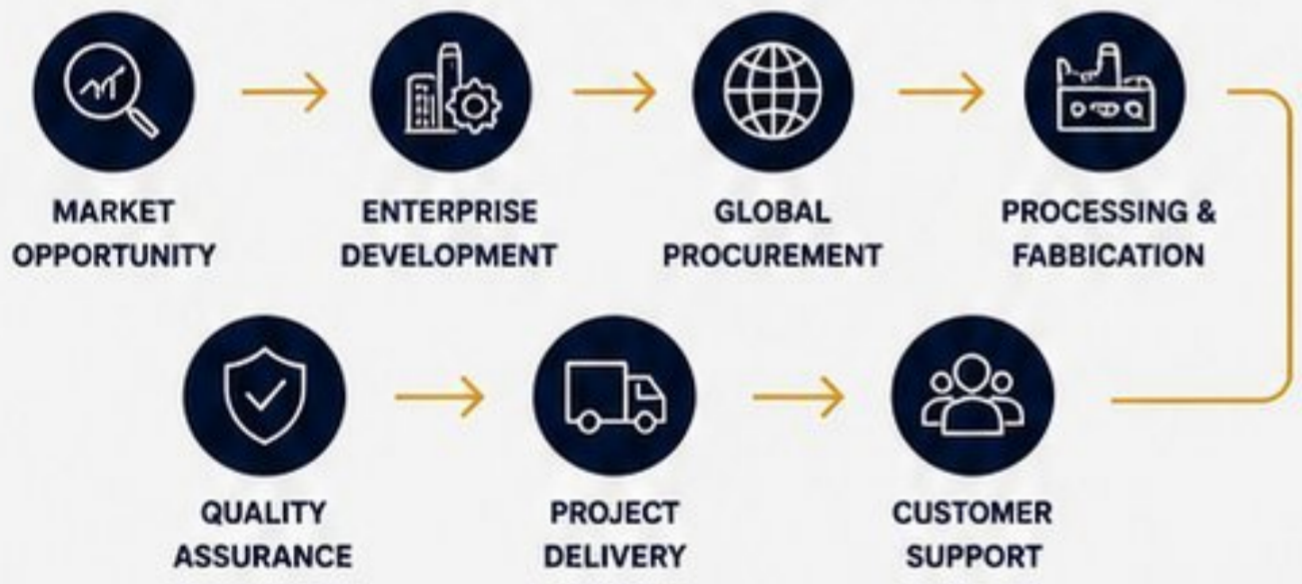 MARKET
OPPORTUNITY
ENTERPRISE
DEVELOPMENT
GLOBAL
PROCUREMENT
PROCESSING &
FABBICATION
QUALITY
ASSURANCE
PROJECT
DELIVERY
CUSTOMER
SUPPORT